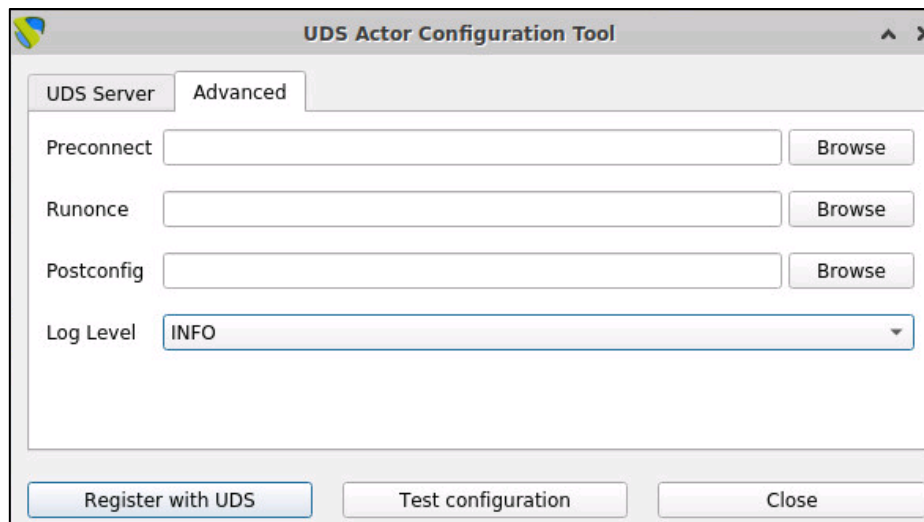 UDS Actor Configuration Tool
UDS Server Advanced
Preconnect Browse
Runonce Browse
Postconfig Browse
Log Level INFO
Register with UDS Test configuration Close